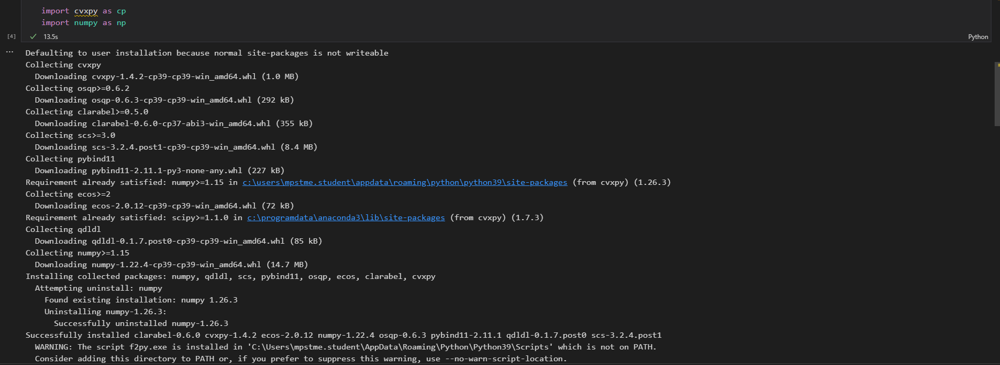 import cvxpy as cp
import numpy as np
[4]
13.5s
Python
...
Defaulting to user installation because normal site-packages is not writeable
Collecting cvxpy
Downloading cvxpy-1.4.2-cp39-cp39-win_amd64.whl (1.0 MB)
Collecting osqp>=0.6.2
Downloading osqp-0.6.3-cp39-cp39-win_amd64.whl (292 kB)
Collecting clarabel>=0.5.0
Downloading clarabel-0.6.0-cp37-abi3-win_amd64.whl (355 kB)
Collecting scs>=3.0
Downloading scs-3.2.4.post1-cp39-cp39-win_amd64.whl (8.4 MB)
Collecting pybind11
Downloading pybind11-2.11.1-py3-none-any.whl (227 kB)
Requirement already satisfied: numpy>=1.15 in c:\users\mpstme.student\appdata\roaming\python\python39\site-packages (from cvxpy) (1.26.3)
Collecting ecos>=2
Downloading ecos-2.0.12-cp39-cp39-win_amd64.whl (72 kB)
Requirement already satisfied: scipy>=1.1.0 in c:\programdata\anaconda3\lib\site-packages (from cvxpy) (1.7.3)
Collecting qdldl
Downloading qdldl-0.1.7.post0-cp39-cp39-win_amd64.whl (85 kB)
Collecting numpy>=1.15
Downloading numpy-1.22.4-cp39-cp39-win_amd64.whl (14.7 MB)
Installing collected packages: numpy, qdldl, scs, pybind11, osqp, ecos, clarabel, cvxpy
Attempting uninstall: numpy
Found existing installation: numpy 1.26.3
Uninstalling numpy-1.26.3:
Successfully uninstalled numpy-1.26.3
Successfully installed clarabel-0.6.0 cvxpy-1.4.2 ecos-2.0.12 numpy-1.22.4 osqp-0.6.3 pybind11-2.11.1 qdldl-0.1.7.post0 scs-3.2.4.post1
WARNING: The script f2py.exe is installed in 'C:\Users\mpstme.student\AppData\Roaming\Python\Python39\Scripts' which is not on PATH.
Consider adding this directory to PATH or, if you prefer to suppress this warning, use --no-warn-script-location.